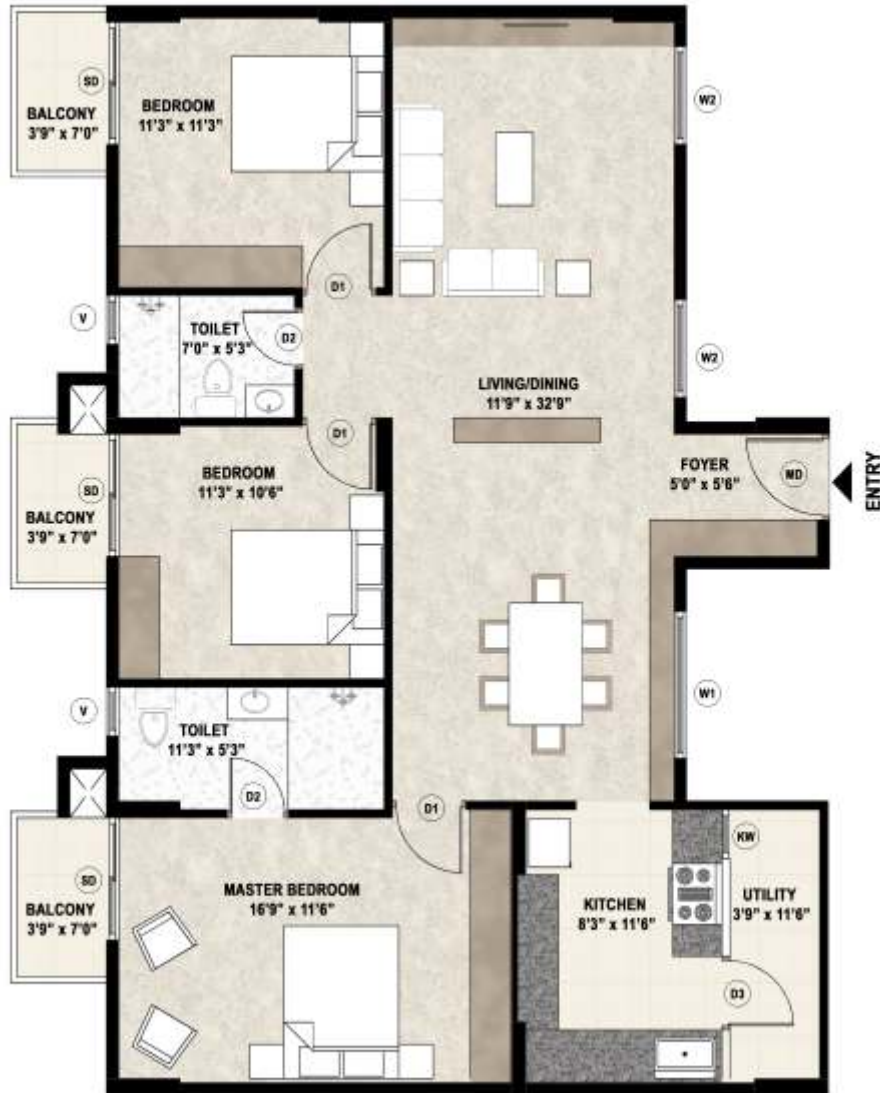 SD
BALCONY
3'9" x 7'0"
BEDROOM
11'3" x 11'3"
W2
D1
V
TOILET
7'0" x 5'3"
D2
W2
LIVING/DINING
11'9" x 32'9"
D1
BEDROOM
11'3" x 10'6"
FOYER
5'0" x 5'6"
MD
ENTRY
SD
BALCONY
3'9" x 7'0"
V
TOILET
11'3" x 5'3"
D2
W1
D1
KW
SD
BALCONY
3'9" x 7'0"
MASTER BEDROOM
16'9" x 11'6"
KITCHEN
8'3" x 11'6"
UTILITY
3'9" x 11'6"
D3